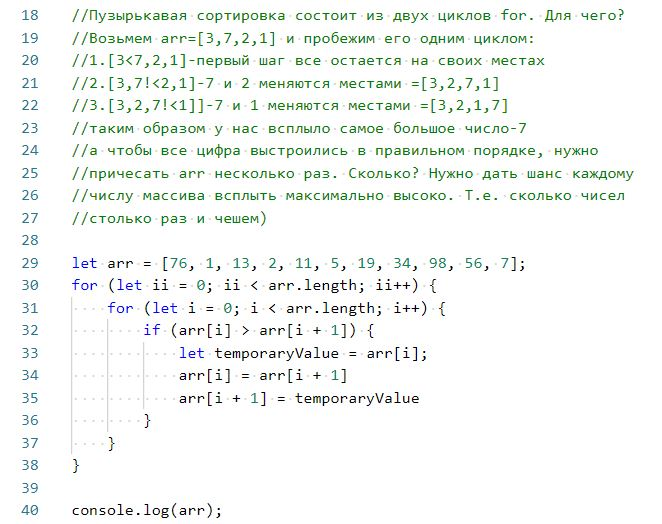 18 //Пузырькавая сортировка состоит из двух циклов for. Для чего?
19 //Возьмем arr=[3,7,2,1] и пробежим его одним циклом:
20 //1.[3<7,2,1]-первый шаг все остается на своих местах
21 //2.[3,7!<2,1]-7 и 2 меняются местами =[3,2,7,1]
22 //3.[3,2,7!<1]]-7 и 1 меняются местами =[3,2,1,7]
23 //таким образом у нас всплыло самое большое число-7
24 //а чтобы все цифра выстроились в правильном порядке, нужно
25 //причесать arr несколько раз. Сколько? Нужно дать шанс каждому
26 //числу массива всплыть максимально высоко. Т.е. сколько чисел
27 //столько раз и чешем)
28
29 let arr = [76, 1, 13, 2, 11, 5, 19, 34, 98, 56, 7];
30 for (let ii = 0; ii < arr.length; ii++) {
31     for (let i = 0; i < arr.length; i++) {
32         if (arr[i] > arr[i + 1]) {
33             let temporaryValue = arr[i];
34             arr[i] = arr[i + 1]
35             arr[i + 1] = temporaryValue
36         }
37     }
38 }
39
40 console.log(arr);